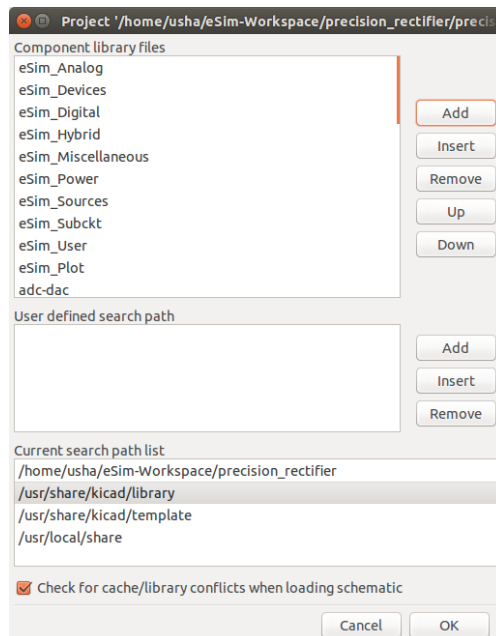 Project '/home/usha/eSim-Workspace/precision_rectifier/precis
Component library files
eSim_Analog
eSim_Devices
eSim_Digital
eSim_Hybrid
eSim_Miscellaneous
eSim_Power
eSim_Sources
eSim_Subckt
eSim_User
eSim_Plot
adc-dac
Add
Insert
Remove
Up
Down
User defined search path
Add
Insert
Remove
Current search path list
/home/usha/eSim-Workspace/precision_rectifier
/usr/share/kicad/library
/usr/share/kicad/template
/usr/local/share
Check for cache/library conflicts when loading schematic
Cancel
OK